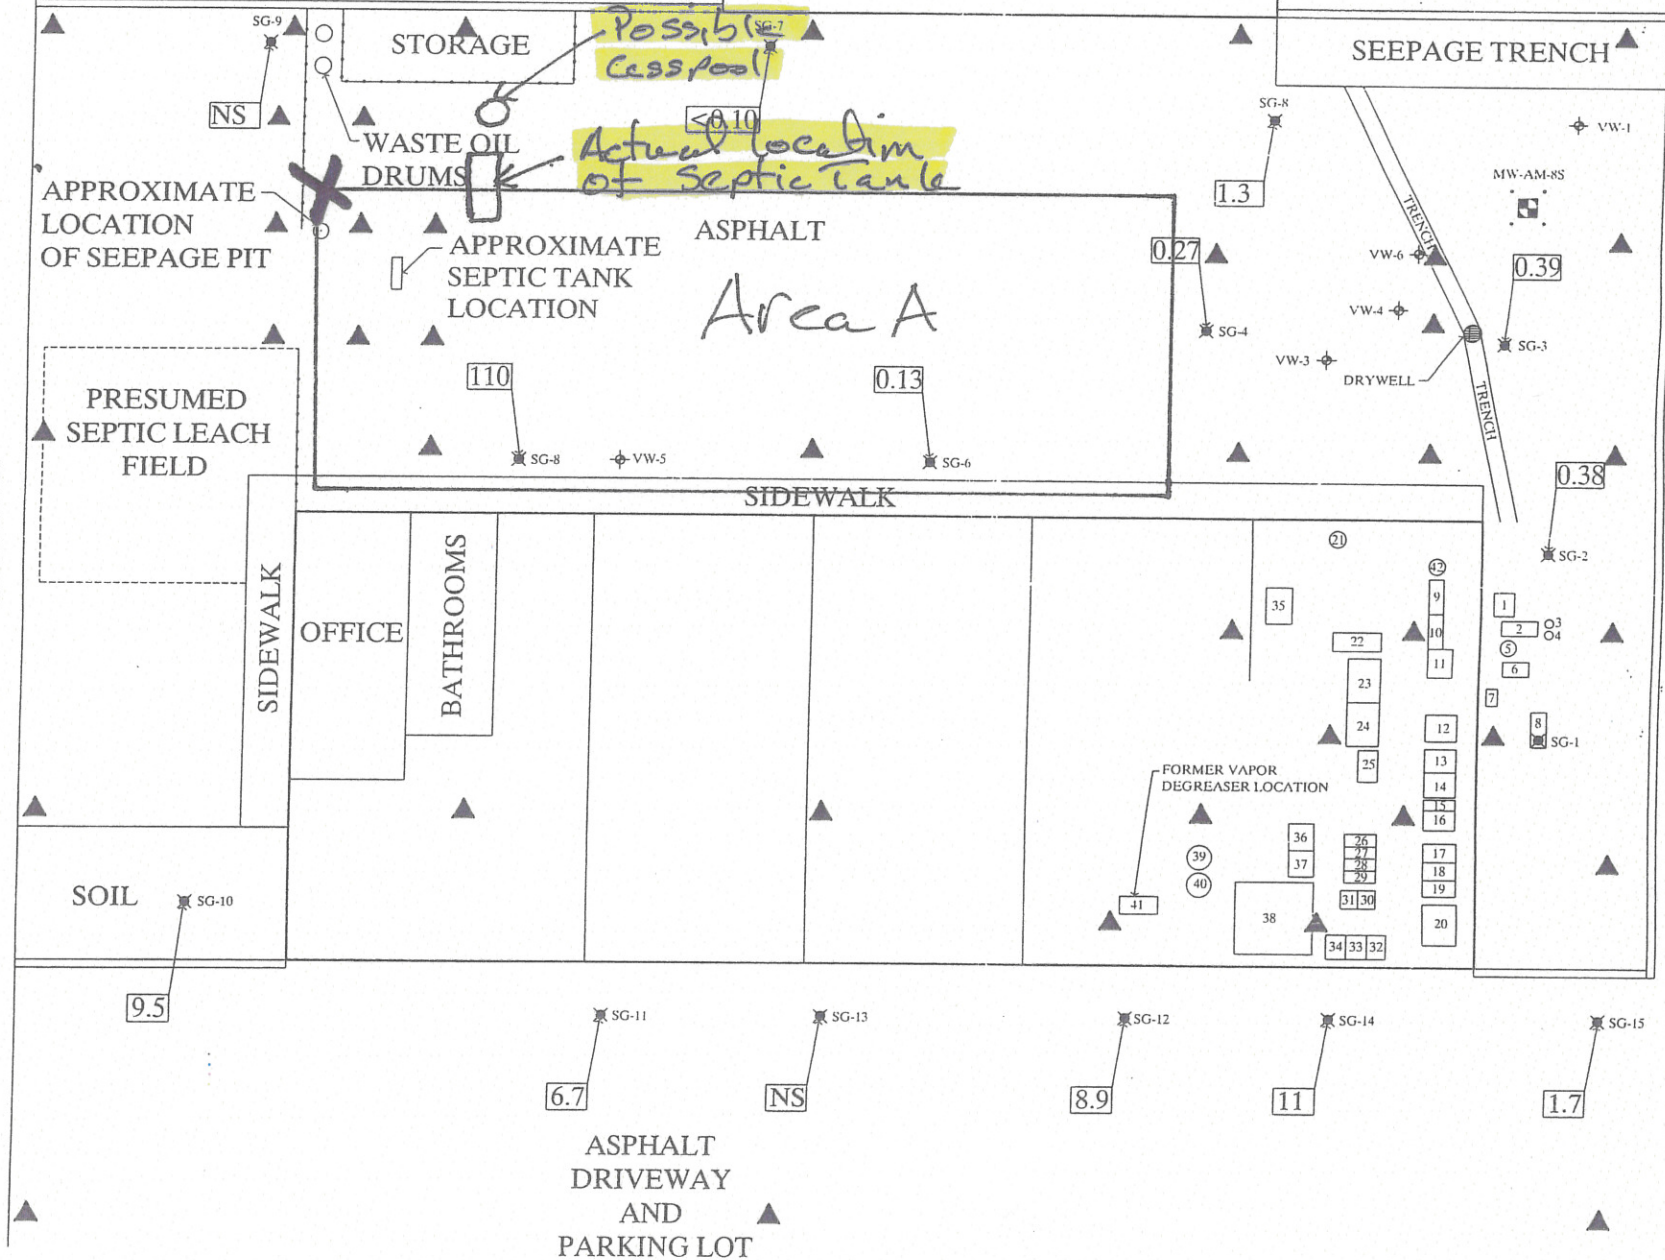 SG-9
STORAGE
Possible
Cesspool
SG-7
SEEPAGE TRENCH
NS
<0.10
SG-8
VW-1
WASTE OIL
DRUMS
Actual Location
of Septic Tank
MW-AM-8S
1.3
APPROXIMATE
LOCATION
OF SEEPAGE PIT
ASPHALT
TRENCH
APPROXIMATE
SEPTIC TANK
LOCATION
0.27
VW-6
0.39
Area A
VW-4
SG-4
SG-3
VW-3
DRYWELL
110
0.13
TRENCH
PRESUMED
SEPTIC LEACH
FIELD
SG-8
VW-5
SG-6
0.38
SIDEWALK
SG-2
SIDEWALK
OFFICE
BATHROOMS
21
42
35
9
10
11
22
23
24
25
1
2
3
4
5
6
7
8
SG-1
12
13
14
15
16
FORMER VAPOR
DEGREASER LOCATION
36
37
26
27
28
29
17
18
19
39
40
41
38
31 30
20
34 33 32
SOIL
SG-10
9.5
SG-11
SG-13
SG-12
SG-14
SG-15
6.7
NS
8.9
11
1.7
ASPHALT
DRIVEWAY
AND
PARKING LOT